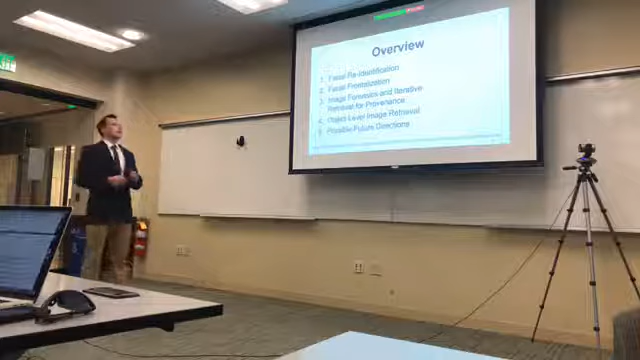 Overview
1. Facial Re-Identification
2. Facial Frontalization
3. Image Forensics and Iterative
Retrieval for Provenance
4. Object-Level Image Retrieval
5. Possible Future Directions